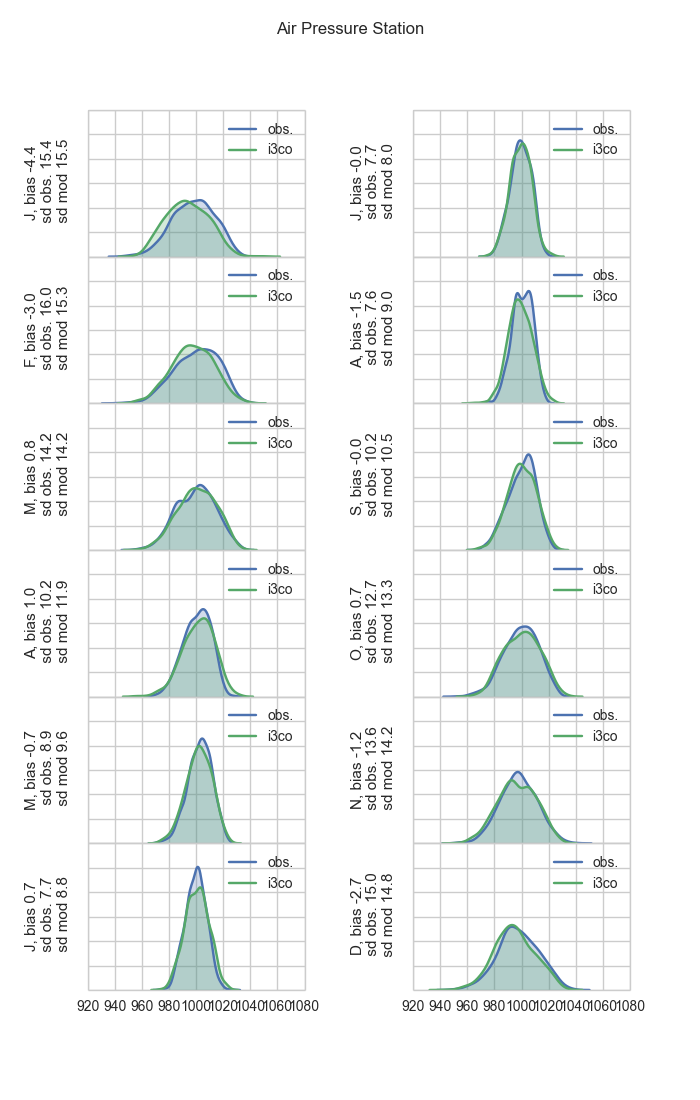 Air Pressure Station
J, bias -4.4
sd obs. 15.4
sd mod 15.5
obs.
i3co
F, bias -3.0
sd obs. 16.0
sd mod 15.3
obs.
i3co
M, bias 0.8
sd obs. 14.2
sd mod 14.2
obs.
i3co
A, bias 1.0
sd obs. 10.2
sd mod 11.9
obs.
i3co
M, bias -0.7
sd obs. 8.9
sd mod 9.6
obs.
i3co
J, bias 0.7
sd obs. 7.7
sd mod 8.8
obs.
i3co
920 940 960 980 1000 1020 1040 1060 1080
J, bias -0.0
sd obs. 7.7
sd mod 8.0
obs.
i3co
A, bias -1.5
sd obs. 7.6
sd mod 9.0
obs.
i3co
S, bias -0.0
sd obs. 10.2
sd mod 10.5
obs.
i3co
O, bias 0.7
sd obs. 12.7
sd mod 13.3
obs.
i3co
N, bias -1.2
sd obs. 13.6
sd mod 14.2
obs.
i3co
D, bias -2.7
sd obs. 15.0
sd mod 14.8
obs.
i3co
920 940 960 980 1000 1020 1040 1060 1080